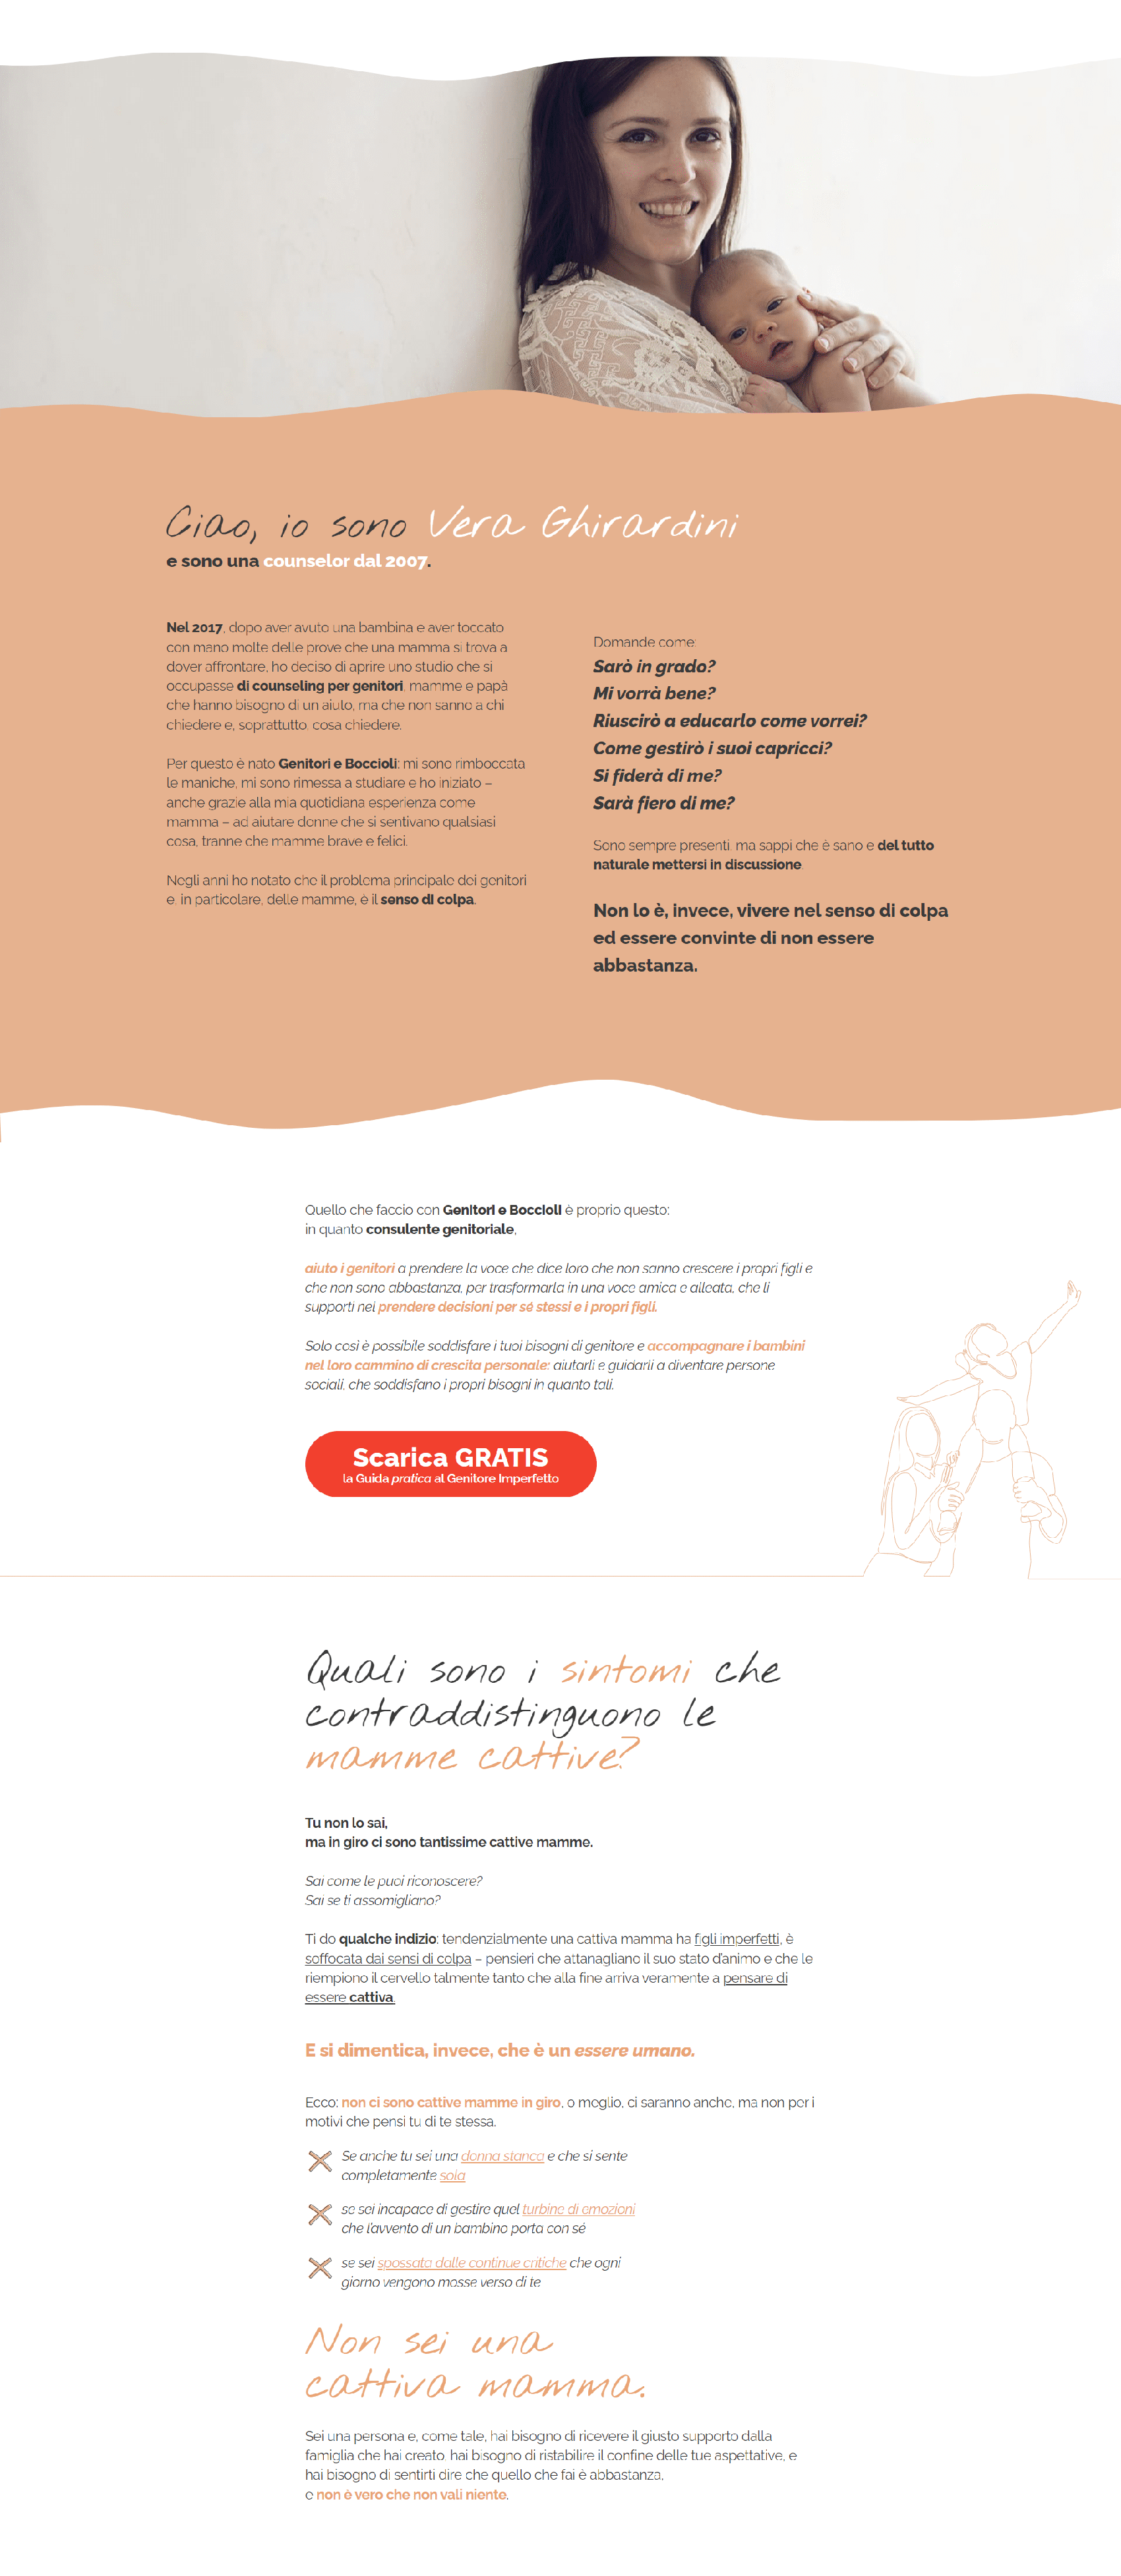 Ciao, io sono Vera Ghirardini
e sono una counselor dal 2007.
Nel 2017, dopo aver avuto una bambina e aver toccato
con mano molte delle prove che una mamma si trova a
dover affrontare, ho deciso di aprire uno studio che si
occupasse di counseling per genitori, mamme e papà
che hanno bisogno di un aiuto, ma che non sanno a chi
chiedere e, soprattutto, cosa chiedere.
Per questo è nato Genitori e Boccioli: mi sono rimboccata
le maniche, mi sono rimessa a studiare e ho iniziato –
anche grazie alla mia quotidiana esperienza come
mamma – ad aiutare donne che si sentivano qualsiasi
cosa, tranne che mamme brave e felici.
Negli anni ho notato che il problema principale dei genitori
e, in particolare, delle mamme, è il senso di colpa.
Domande come:
Sarò in grado?
Mi vorrà bene?
Riuscirò a educarlo come vorrei?
Come gestirò i suoi capricci?
Si fiderà di me?
Sarà fiero di me?
Sono sempre presenti, ma sappi che è sano e del tutto
naturale mettersi in discussione.
Non lo è, invece, vivere nel senso di colpa
ed essere convinte di non essere
abbastanza.
Quello che faccio con Genitori e Boccioli è proprio questo:
in quanto consulente genitoriale,
aiuto i genitori a prendere la voce che dice loro che non sanno crescere i propri figli e
che non sono abbastanza, per trasformarla in una voce amica e alleata, che li
supporti nel prendere decisioni per sé stessi e i propri figli.
Solo così è possibile soddisfare i tuoi bisogni di genitore e accompagnare i bambini
nel loro cammino di crescita personale: aiutarli e guidarli a diventare persone
sociali, che soddisfano i propri bisogni in quanto tali.
Scarica GRATIS
la Guida pratica al Genitore Imperfetto
Quali sono i sintomi che
contraddistinguono le
mamme cattive?
Tu non lo sai,
ma in giro ci sono tantissime cattive mamme.
Sai come le puoi riconoscere?
Sai se ti assomigliano?
Ti do qualche indizio: tendenzialmente una cattiva mamma ha figli imperfetti, è
soffocata dai sensi di colpa – pensieri che attanagliano il suo stato d'animo e che le
riempiono il cervello talmente tanto che alla fine arriva veramente a pensare di
essere cattiva.
E si dimentica, invece, che è un essere umano.
Ecco: non ci sono cattive mamme in giro, o meglio, ci saranno anche, ma non per i
motivi che pensi tu di te stessa.
Se anche tu sei una donna stanca e che si sente
completamente sola
se sei incapace di gestire quel turbine di emozioni
che l'avvento di un bambino porta con sé
se sei spossata dalle continue critiche che ogni
giorno vengono mosse verso di te
Non sei una
cattiva mamma.
Sei una persona e, come tale, hai bisogno di ricevere il giusto supporto dalla
famiglia che hai creato, hai bisogno di ristabilire il confine delle tue aspettative, e
hai bisogno di sentirti dire che quello che fai è abbastanza,
e non è vero che non vali niente.